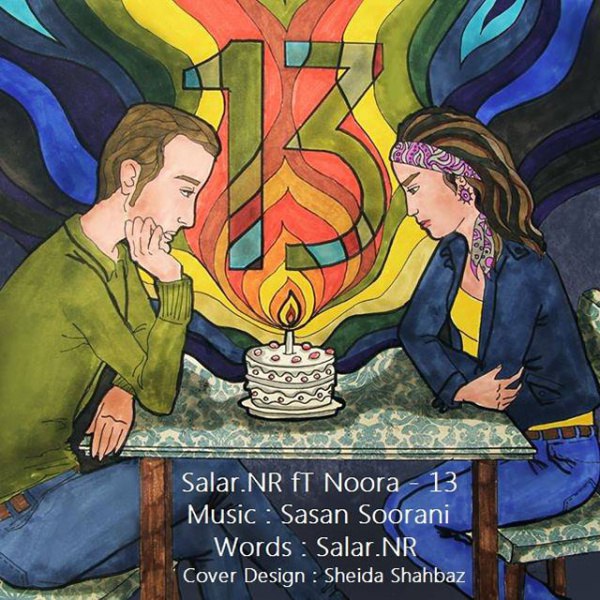 13
Salar.NR fT Noora - 13
Music : Sasan Soorani
Words : Salar.NR
Cover Design : Sheida Shahbaz